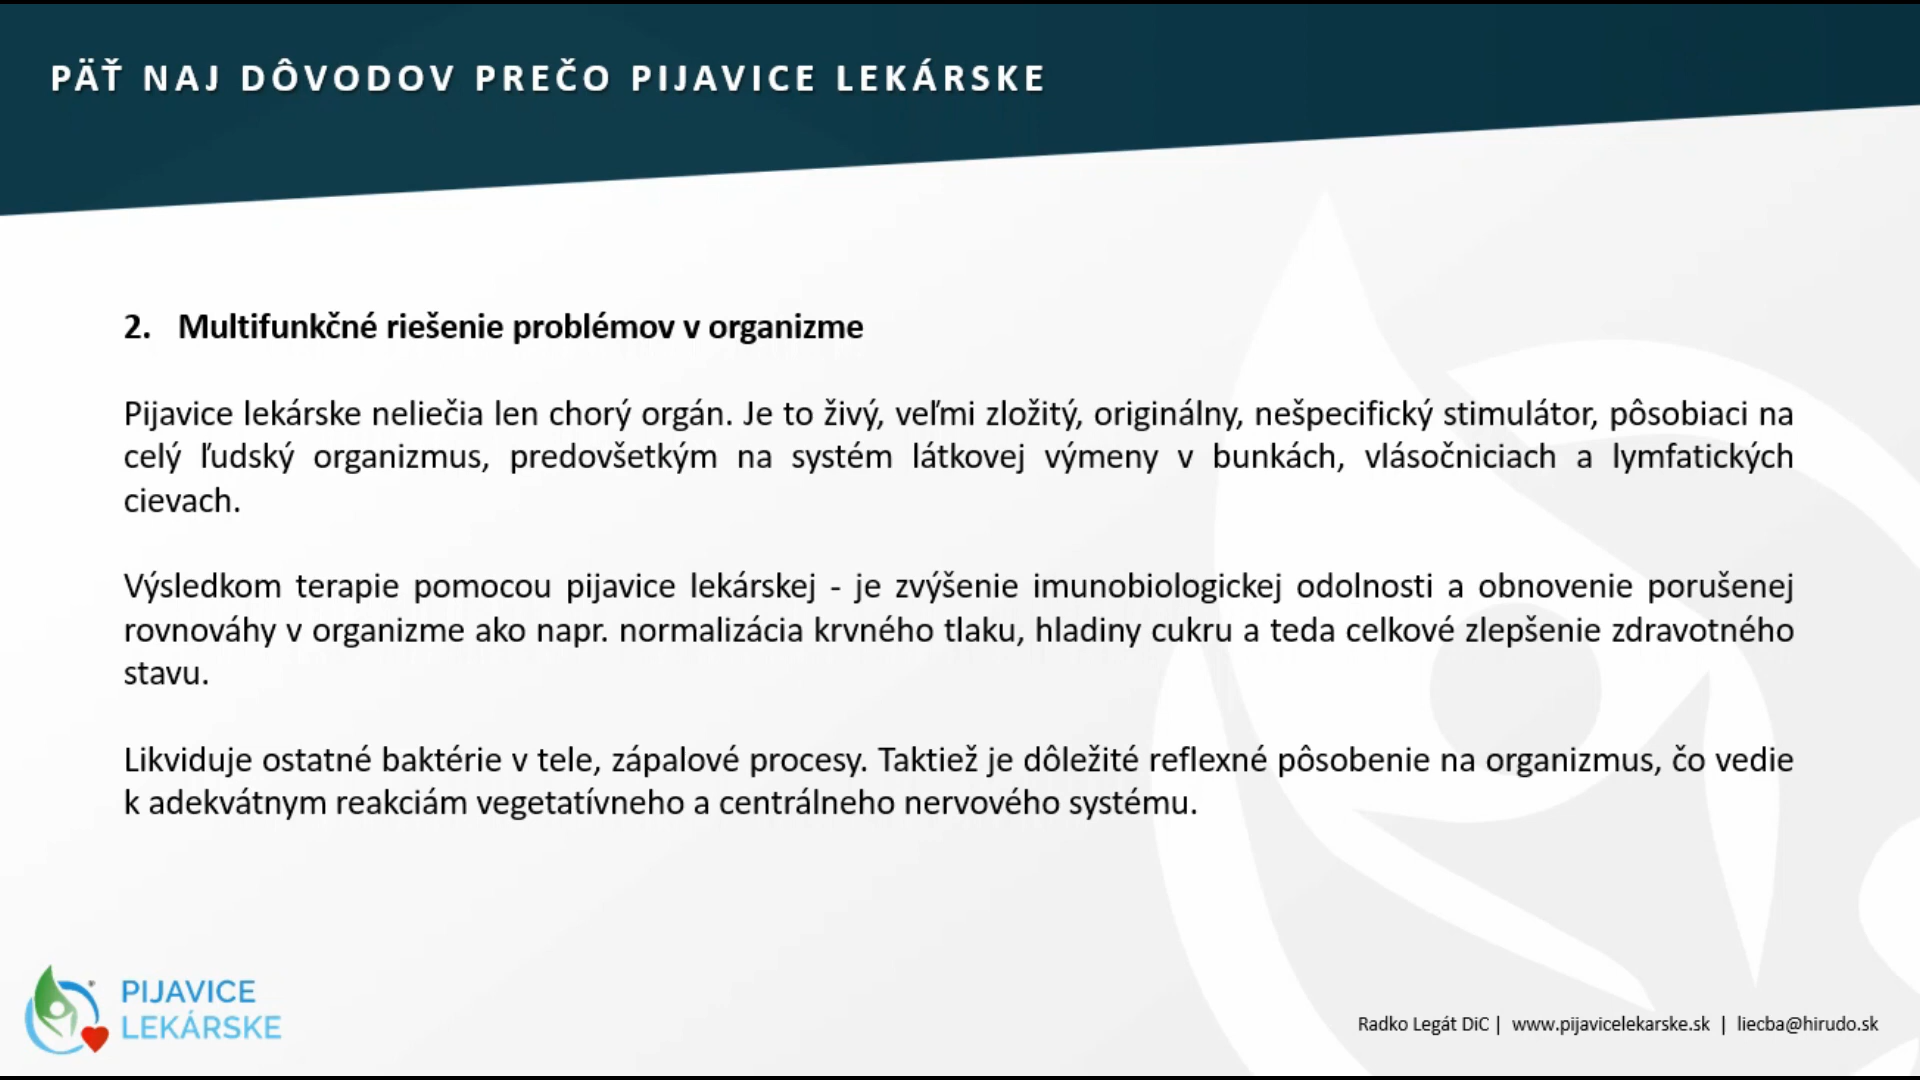 PÄŤ NAJ DÔVODOV PREČO PIJAVICE LEKÁRSKE
2. Multifunkčné riešenie problémov v organizme
Pijavice lekárske neliečia len chorý orgán. Je to živý, veľmi zložitý, originálny, nešpecifický stimulátor, pôsobiaci na
celý ľudský organizmus, predovšetkým na systém látkovej výmeny v bunkách, vlásočniciach a lymfatických
cievach.
Výsledkom terapie pomocou pijavice lekárskej - je zvýšenie imunobiologickej odolnosti a obnovenie porušenej
rovnováhy v organizme ako napr. normalizácia krvného tlaku, hladiny cukru a teda celkové zlepšenie zdravotného
stavu.
Likviduje ostatné baktérie v tele, zápalové procesy. Taktiež je dôležité reflexné pôsobenie na organizmus, čo vedie
k adekvátnym reakciám vegetatívneho a centrálneho nervového systému.
PIJAVICE
LEKÁRSKE
Radko Legát DiC | www.pijavicelekarske.sk | liecba@hirudo.sk